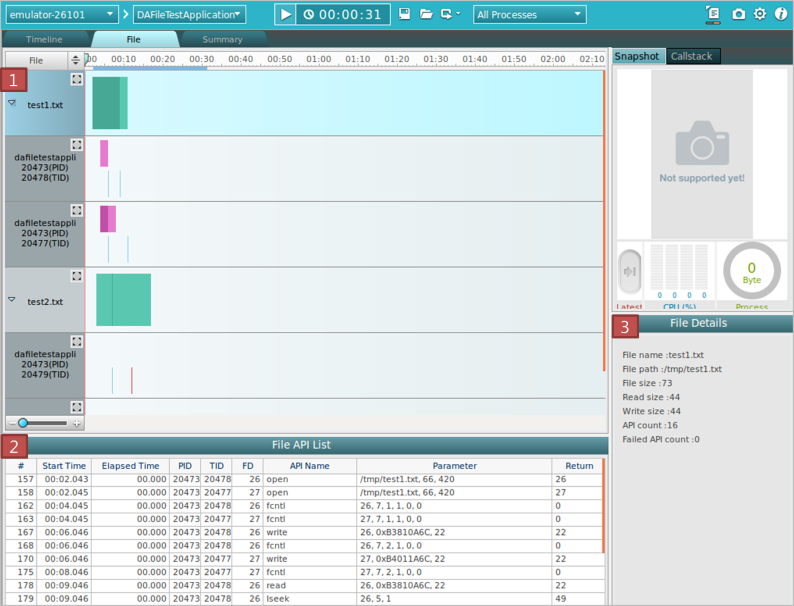 emulator-26101 DAFileTestApplication 00:00:31 All Processes
Timeline File Summary
File 00 00:10 00:20 00:30 00:40 00:50 01:00 01:10 01:20 01:30 01:40 01:50 02:00 02:10
Snapshot Callstack
1
test1.txt
dafiletestappli
20473(PID)
20478(TID)
dafiletestappli
20473(PID)
20477(TID)
test2.txt
dafiletestappli
20473(PID)
20479(TID)
Not supported yet!
0
Byte
0 0 0 0
Latest CPU (%) Process
3 File Details
File name :test1.txt
File path :/tmp/test1.txt
File size :73
Read size :44
Write size :44
API count :16
Failed API count :0
2 File API List
# Start Time Elapsed Time PID TID FD API Name Parameter Return
157 00:02.043 00.000 20473 20478 26 open /tmp/test1.txt, 66, 420 26
158 00:02.045 00.000 20473 20477 27 open /tmp/test1.txt, 66, 420 27
162 00:04.045 00.000 20473 20478 26 fcntl 26, 7, 1, 1, 0, 0 0
163 00:04.045 00.000 20473 20477 27 fcntl 27, 7, 1, 1, 0, 0 0
167 00:06.046 00.000 20473 20478 26 write 26, 0xB3810A6C, 22 22
168 00:06.046 00.000 20473 20478 26 fcntl 26, 7, 2, 1, 0, 0 0
170 00:06.046 00.000 20473 20477 27 write 27, 0xB4011A6C, 22 22
175 00:08.046 00.000 20473 20477 27 fcntl 27, 7, 2, 1, 0, 0 0
178 00:09.046 00.000 20473 20478 26 read 26, 0xB3810A6C, 22 22
179 00:09.046 00.000 20473 20478 26 lseek 26, 5, 1 49